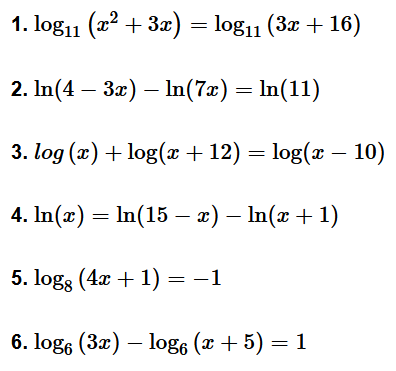 1. log₁₁ (x² + 3x) = log₁₁ (3x + 16)
2. ln(4 − 3x) − ln(7x) = ln(11)
3. log (x) + log(x + 12) = log(x − 10)
4. ln(x) = ln(15 − x) − ln(x + 1)
5. log₈ (4x + 1) = −1
6. log₆ (3x) − log₆ (x + 5) = 1